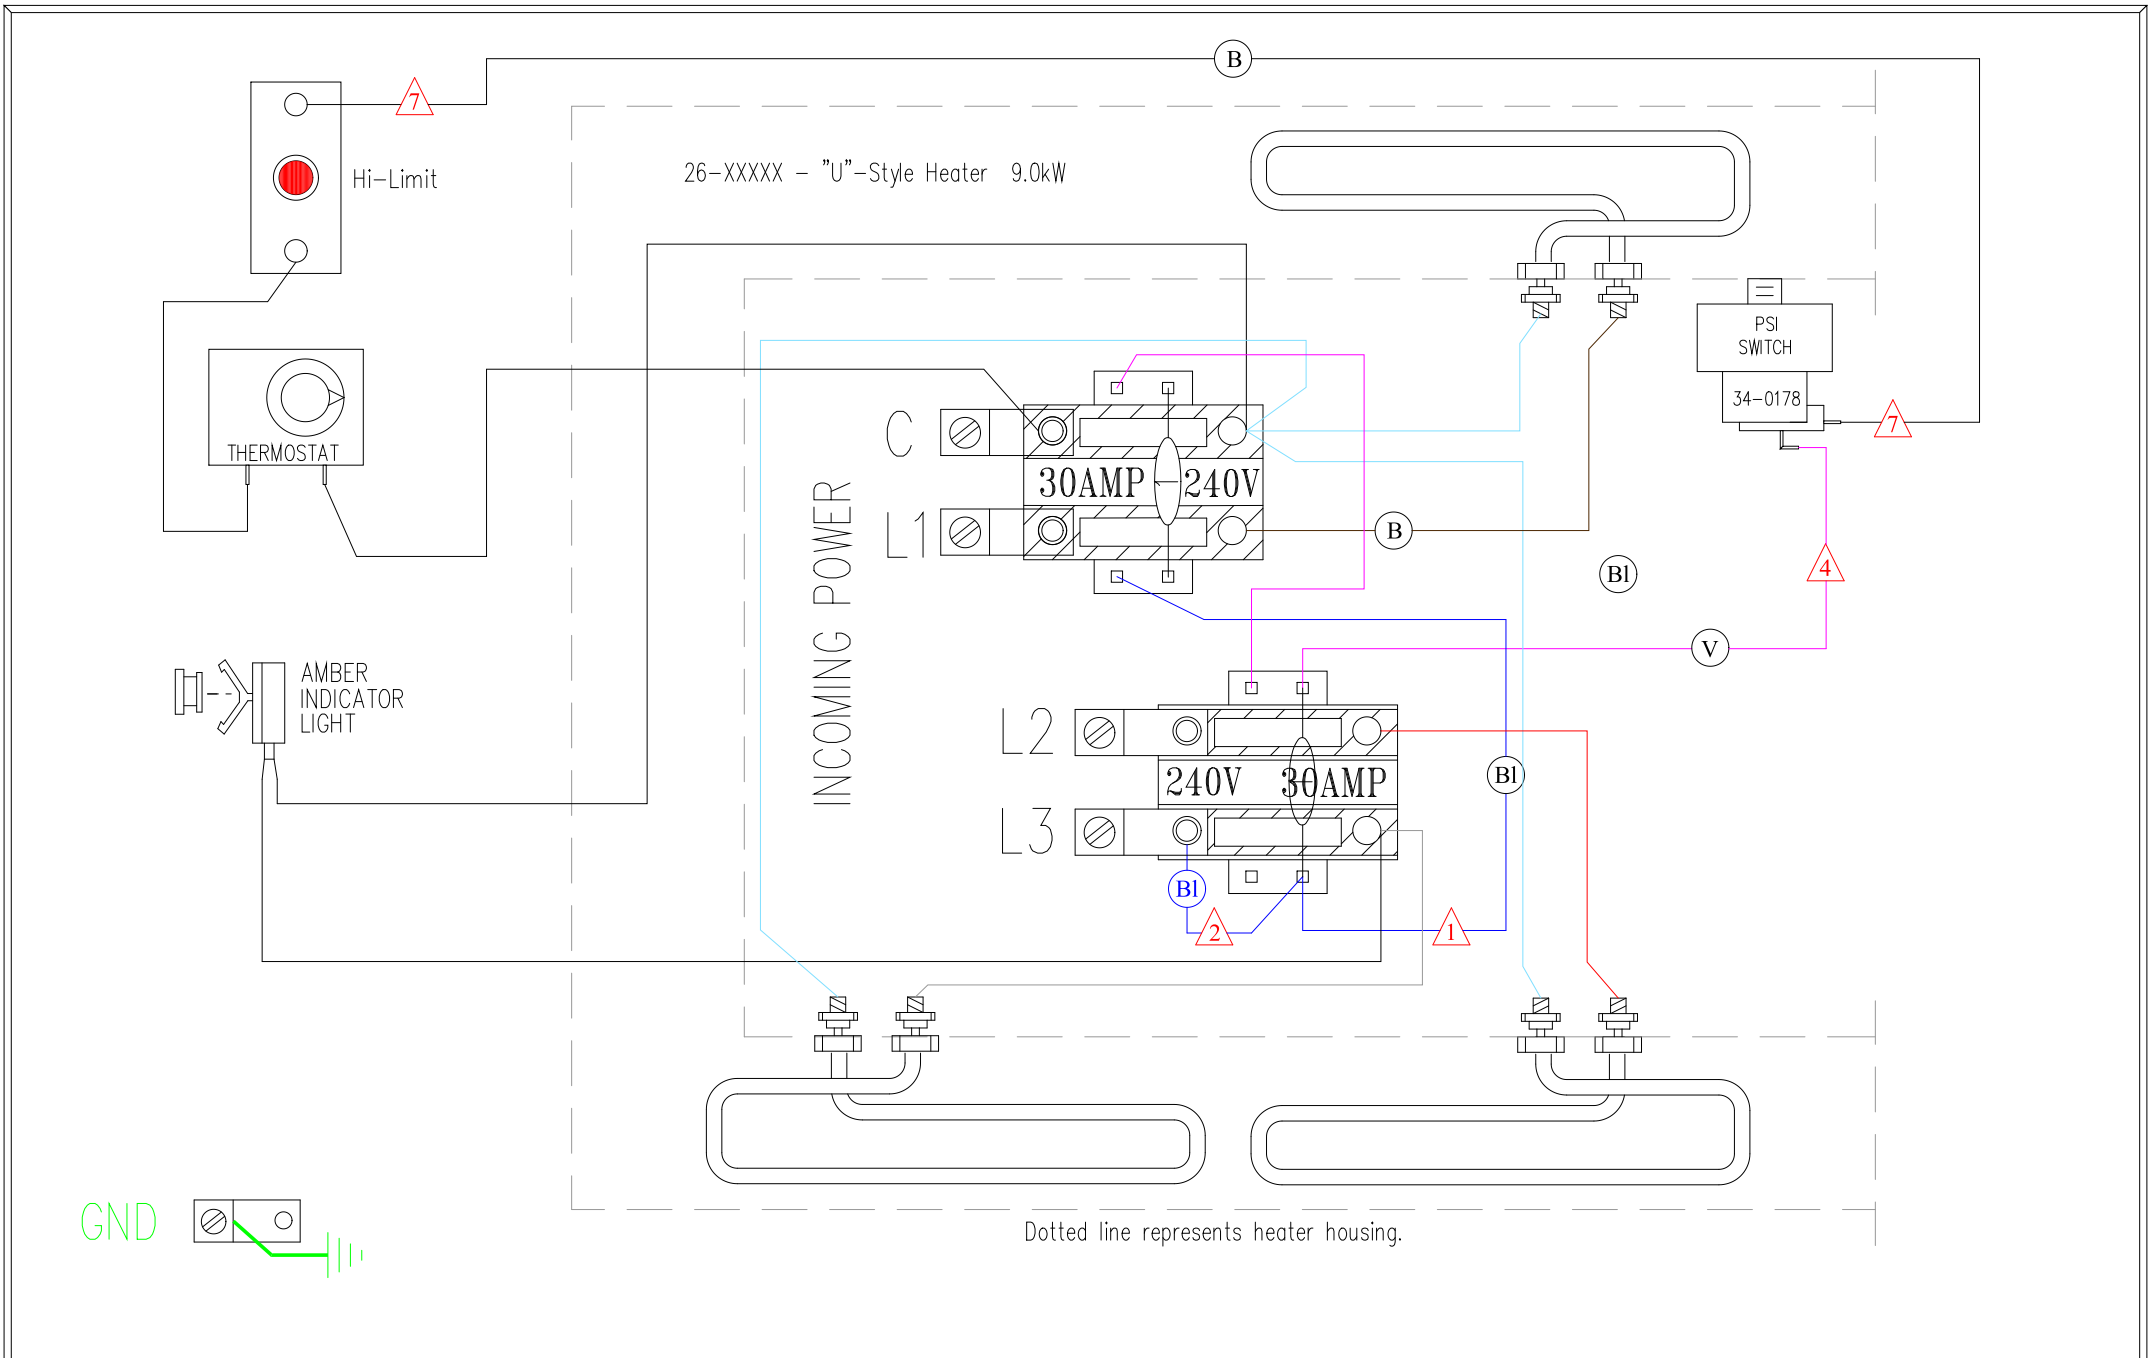 B
7
Hi-Limit
26-XXXXX - "U"-Style Heater 9.0kW
PSI
SWITCH
34-0178
7
THERMOSTAT
C
30AMP 240V
L1
B
INCOMING POWER
Bl
4
V
AMBER
INDICATOR
LIGHT
L2
240V 30AMP
Bl
L3
Bl
2
1
GND
Dotted line represents heater housing.